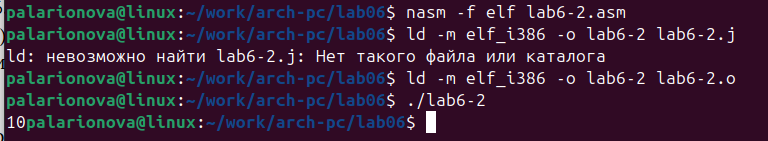 palarionova@linux:~/work/arch-pc/lab06$ nasm -f elf lab6-2.asm
palarionova@linux:~/work/arch-pc/lab06$ ld -m elf_i386 -o lab6-2 lab6-2.j
ld: невозможно найти lab6-2.j: Нет такого файла или каталога
palarionova@linux:~/work/arch-pc/lab06$ ld -m elf_i386 -o lab6-2 lab6-2.o
palarionova@linux:~/work/arch-pc/lab06$ ./lab6-2
10palarionova@linux:~/work/arch-pc/lab06$